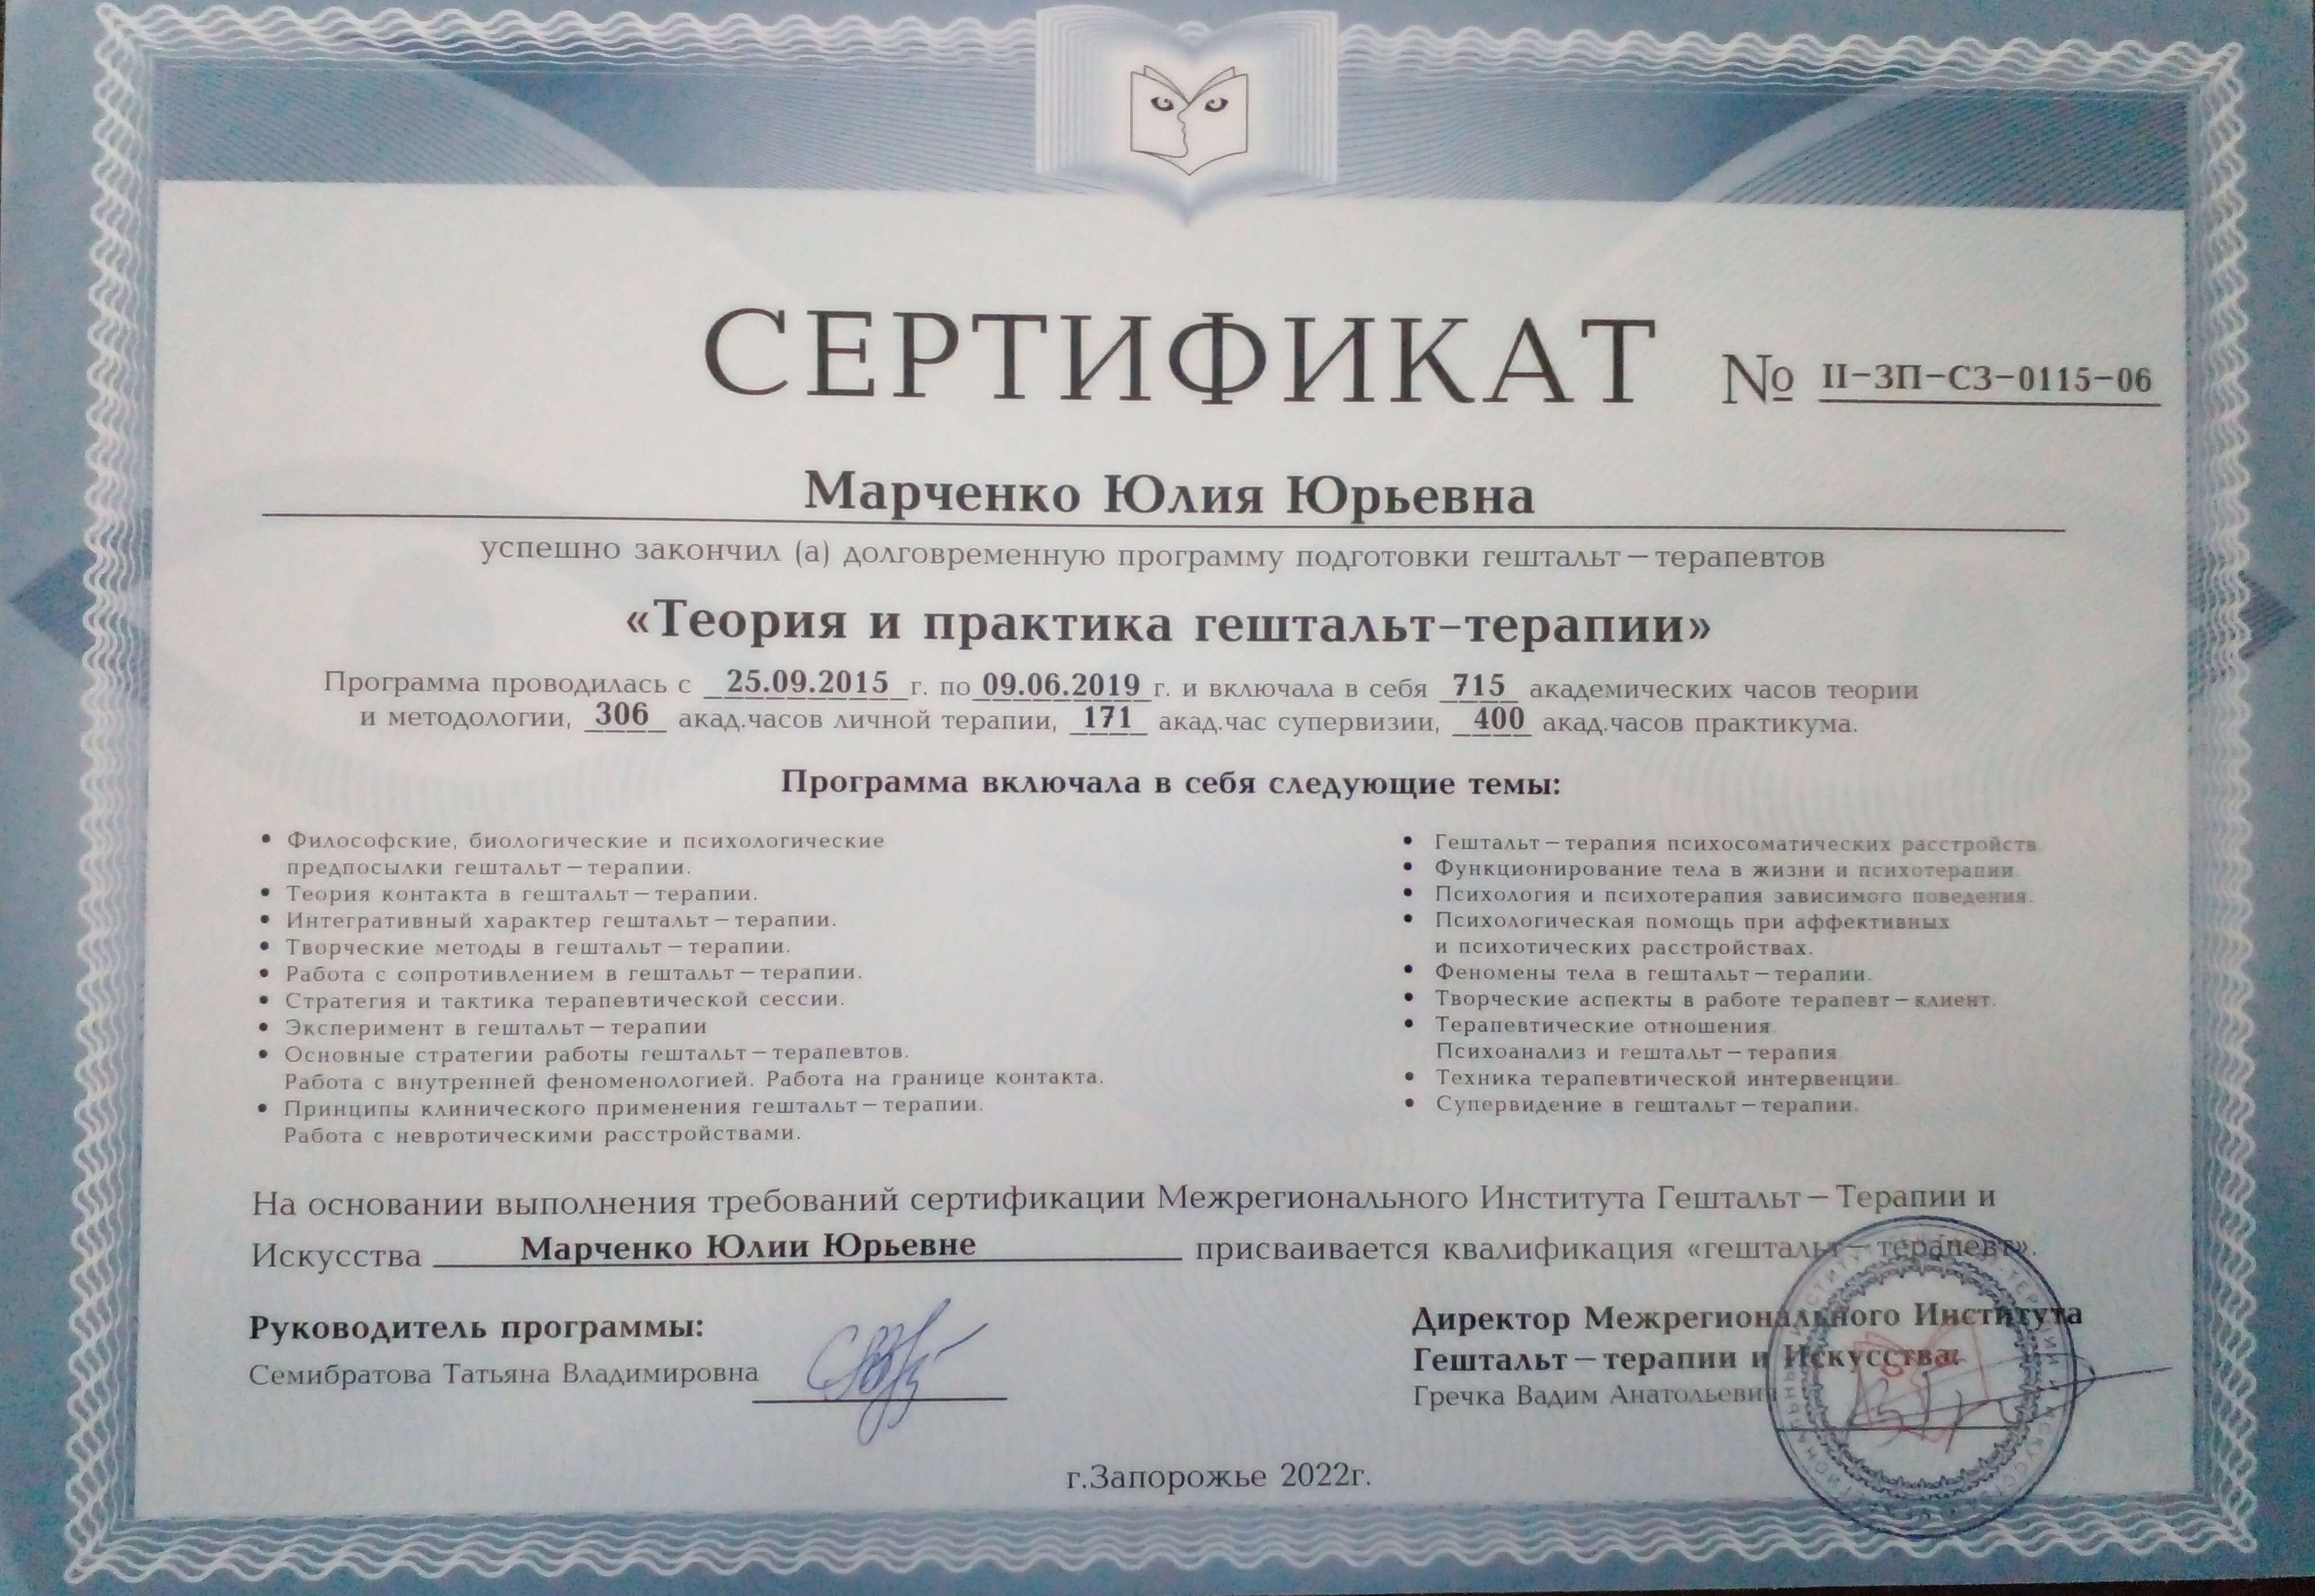 СЕРТИФИКАТ № II-ЗП-СЗ-0115-06
Марченко Юлия Юрьевна
успешно закончил (а) долговременную программу подготовки гештальт–терапевтов
«Теория и практика гештальт-терапии»
Программа проводилась с 25.09.2015 г. по 09.06.2019 г. и включала в себя 715 академических часов теории
и методологии, 306 акад.часов личной терапии, 171 акад.час супервизии, 400 акад.часов практикума.
Программа включала в себя следующие темы:
• Философские, биологические и психологические
предпосылки гештальт–терапии.
• Теория контакта в гештальт–терапии.
• Интегративный характер гештальт–терапии.
• Творческие методы в гештальт–терапии.
• Работа с сопротивлением в гештальт–терапии.
• Стратегия и тактика терапевтической сессии.
• Эксперимент в гештальт–терапии
• Основные стратегии работы гештальт–терапевтов.
Работа с внутренней феноменологией. Работа на границе контакта.
• Принципы клинического применения гештальт–терапии.
Работа с невротическими расстройствами.
• Гештальт–терапия психосоматических расстройств.
• Функционирование тела в жизни и психотерапии.
• Психология и психотерапия зависимого поведения.
• Психологическая помощь при аффективных
и психотических расстройствах.
• Феномены тела в гештальт–терапии.
• Творческие аспекты в работе терапевт–клиент.
• Терапевтические отношения.
Психоанализ и гештальт–терапия.
• Техника терапевтической интервенции.
• Супервидение в гештальт–терапии.
На основании выполнения требований сертификации Межрегионального Института Гештальт–Терапии и
Искусства Марченко Юлии Юрьевне присваивается квалификация «гештальт–терапевт».
Руководитель программы:
Семибратова Татьяна Владимировна
Директор Межрегионального Института
Гештальт–терапии и Искусства:
Гречка Вадим Анатольевич
г.Запорожье 2022г.